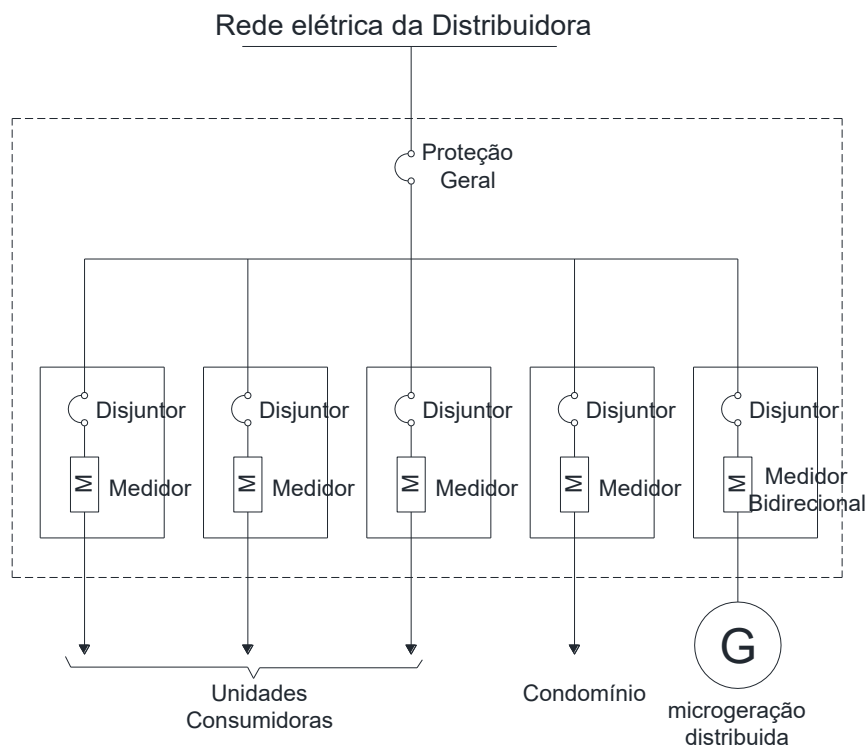 Rede elétrica da Distribuidora
Proteção
Geral
Disjuntor
Disjuntor
Disjuntor
Disjuntor
Disjuntor
M
Medidor
M
Medidor
M
Medidor
M
Medidor
M
Medidor
Bidirecional
Unidades
Consumidoras
Condomínio
G
microgeração
distribuida